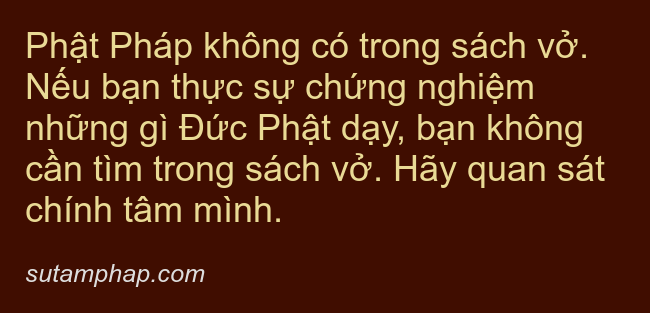 Phật Pháp không có trong sách vở.
Nếu bạn thực sự chứng nghiệm
những gì Đức Phật dạy, bạn không
cần tìm trong sách vở. Hãy quan sát
chính tâm mình.
sutamphap.com